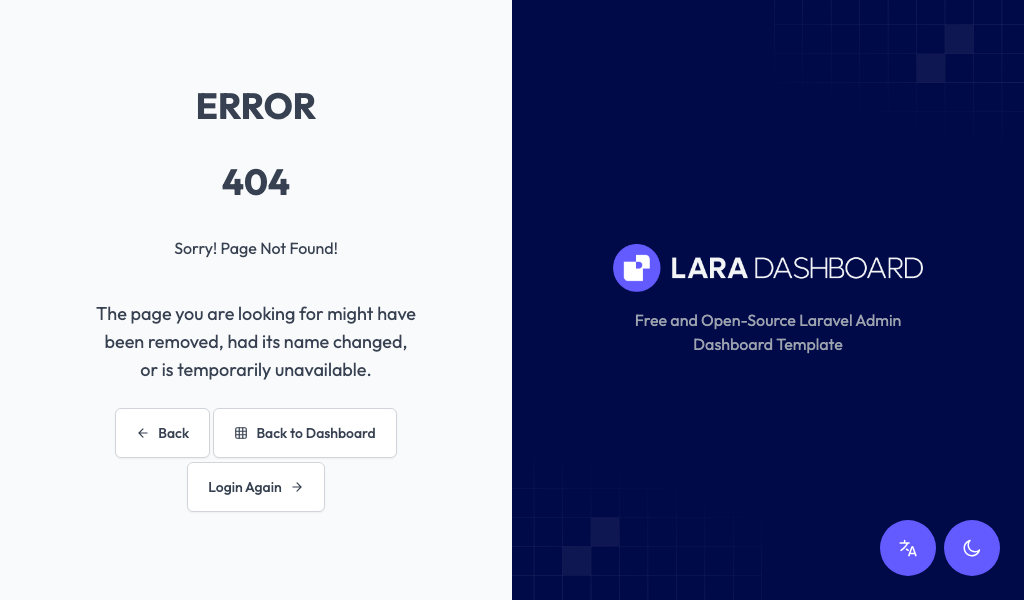 ERROR
404
Sorry! Page Not Found!
The page you are looking for might have
been removed, had its name changed,
or is temporarily unavailable.
Back
Back to Dashboard
Login Again
LARA DASHBOARD
Free and Open-Source Laravel Admin
Dashboard Template